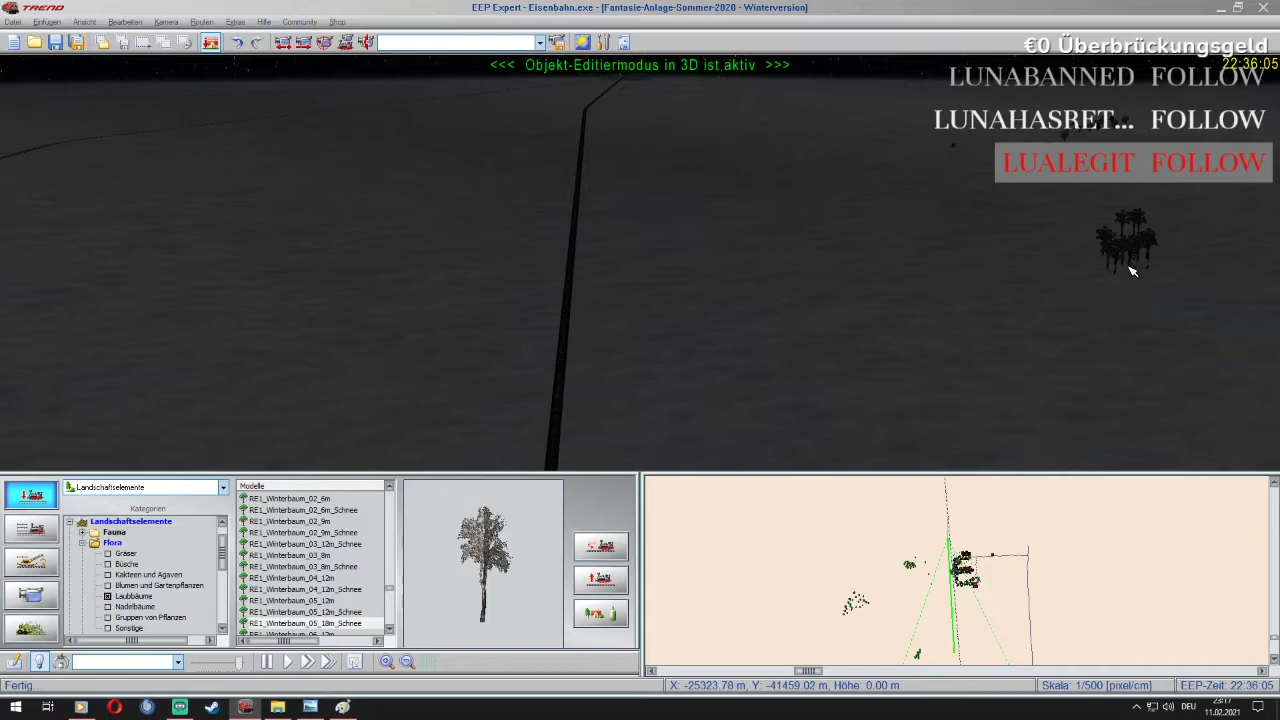 TREND
EEP Expert - Eisenbahn.exe - [Fantasie-Anlage-Sommer-2020 - Winterversion]
Datei Einfügen Ansicht Bearbeiten Kamera Routen Extras Hilfe Community Shop
€0 Überbrückungsgeld
<<< Objekt-Editiermodus in 3D ist aktiv >>>
22:36:05
LUNABANNED FOLLOW
LUNAHASRET... FOLLOW
LUALEGIT FOLLOW
Landschaftselemente
Kategorien
Landschaftselemente
Fauna
Flora
Gräser
Büsche
Kakteen und Agaven
Blumen und Gartenpflanzen
Laubbäume
Nadelbäume
Gruppen von Pflanzen
Sonstige
Modelle
RE1_Winterbaum_02_6m
RE1_Winterbaum_02_6m_Schnee
RE1_Winterbaum_02_9m
RE1_Winterbaum_02_9m_Schnee
RE1_Winterbaum_03_12m_Schnee
RE1_Winterbaum_03_8m
RE1_Winterbaum_03_8m_Schnee
RE1_Winterbaum_04_12m
RE1_Winterbaum_04_12m_Schnee
RE1_Winterbaum_05_12m
RE1_Winterbaum_05_12m_Schnee
RE1_Winterbaum_05_18m_Schnee
RE1_Winterbaum_06_12m
Fertig...
X: -25323.78 m, Y: -41459.02 m, Höhe: 0.00 m
Skala: 1/500 [pixel/cm]
EEP-Zeit: 22:36:05
DEU
23:17
11.02.2021